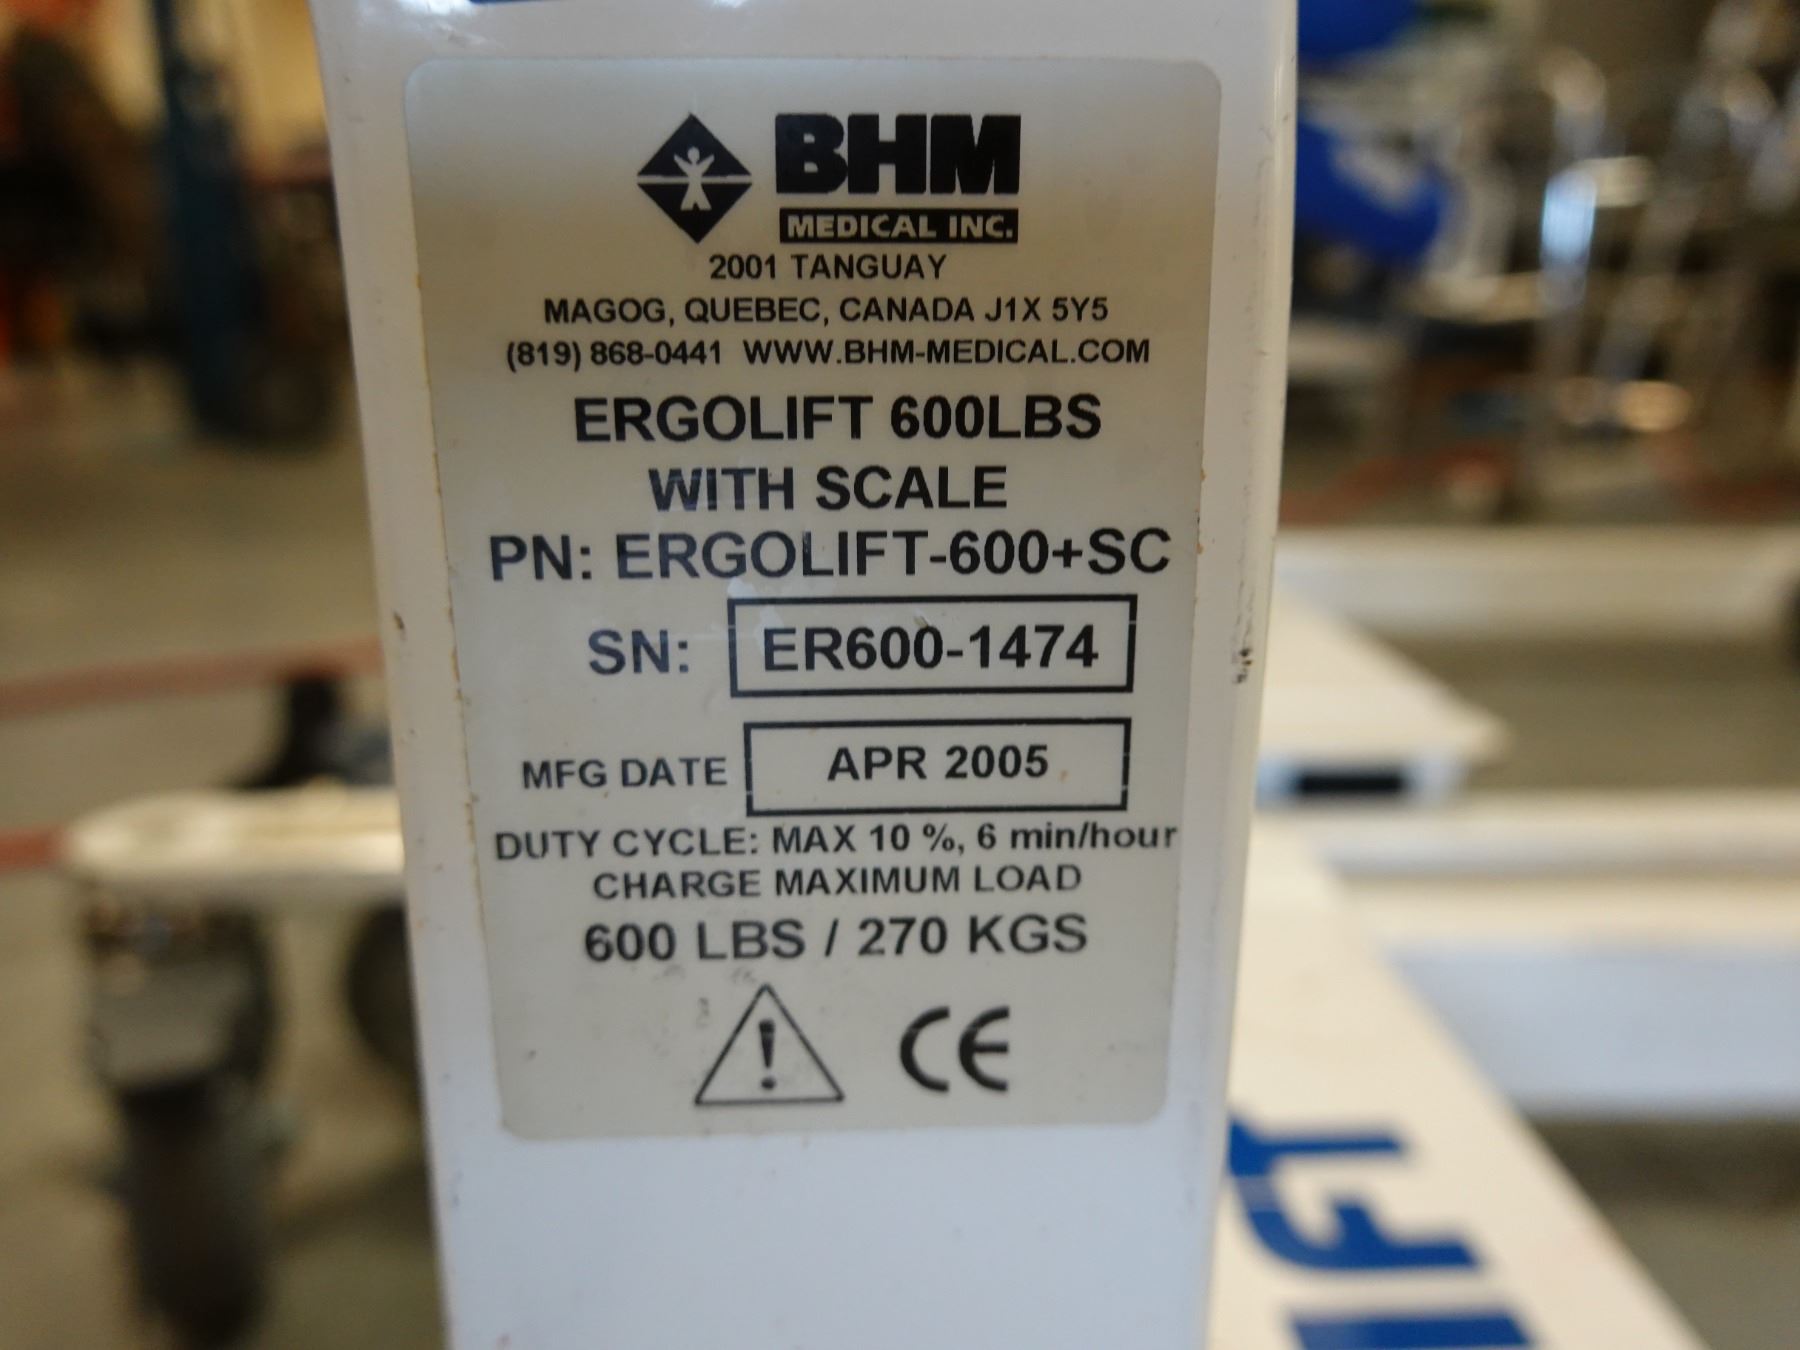 BHM
MEDICAL INC.
2001 TANGUAY
MAGOG, QUEBEC, CANADA J1X 5Y5
(819) 868-0441 WWW.BHM-MEDICAL.COM
ERGOLIFT 600LBS
WITH SCALE
PN: ERGOLIFT-600+SC
SN: ER600-1474
MFG DATE APR 2005
DUTY CYCLE: MAX 10 %, 6 min/hour
CHARGE MAXIMUM LOAD
600 LBS / 270 KGS
!
CE